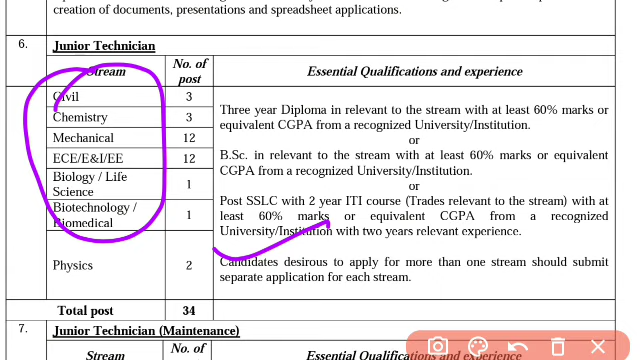 creation of documents, presentations and spreadsheet applications.
6.
Junior Technician
Stream
No. of
post
Essential Qualifications and experience
Civil
3
Chemistry
3
Mechanical
12
ECE/E&I/EE
12
Biology / Life
Science
1
Biotechnology /
Biomedical
1
Physics
2
Three year Diploma in relevant to the stream with at least 60% marks or
equivalent CGPA from a recognized University/Institution.
or
B.Sc. in relevant to the stream with at least 60% marks or equivalent
CGPA from a recognized University/Institution.
or
Post SSLC with 2 year ITI course (Trades relevant to the stream) with at
least 60% marks or equivalent CGPA from a recognized
University/Institution with two years relevant experience.
Candidates desirous to apply for more than one stream should submit
separate application for each stream.
Total post
34
7.
Junior Technician (Maintenance)
Stream
No. of
Essential Qualifications and experience